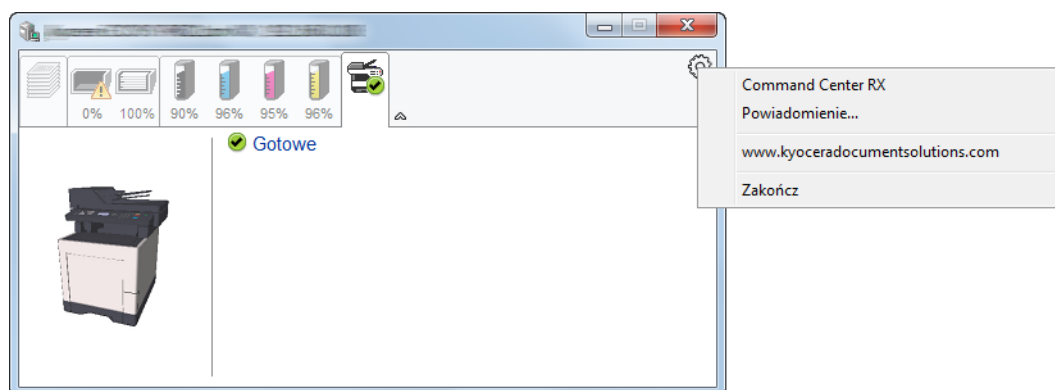 0% 100% 90% 96% 95% 96%
Gotowe
Command Center RX
Powiadomienie...
www.kyoceradocumentsolutions.com
Zakończ